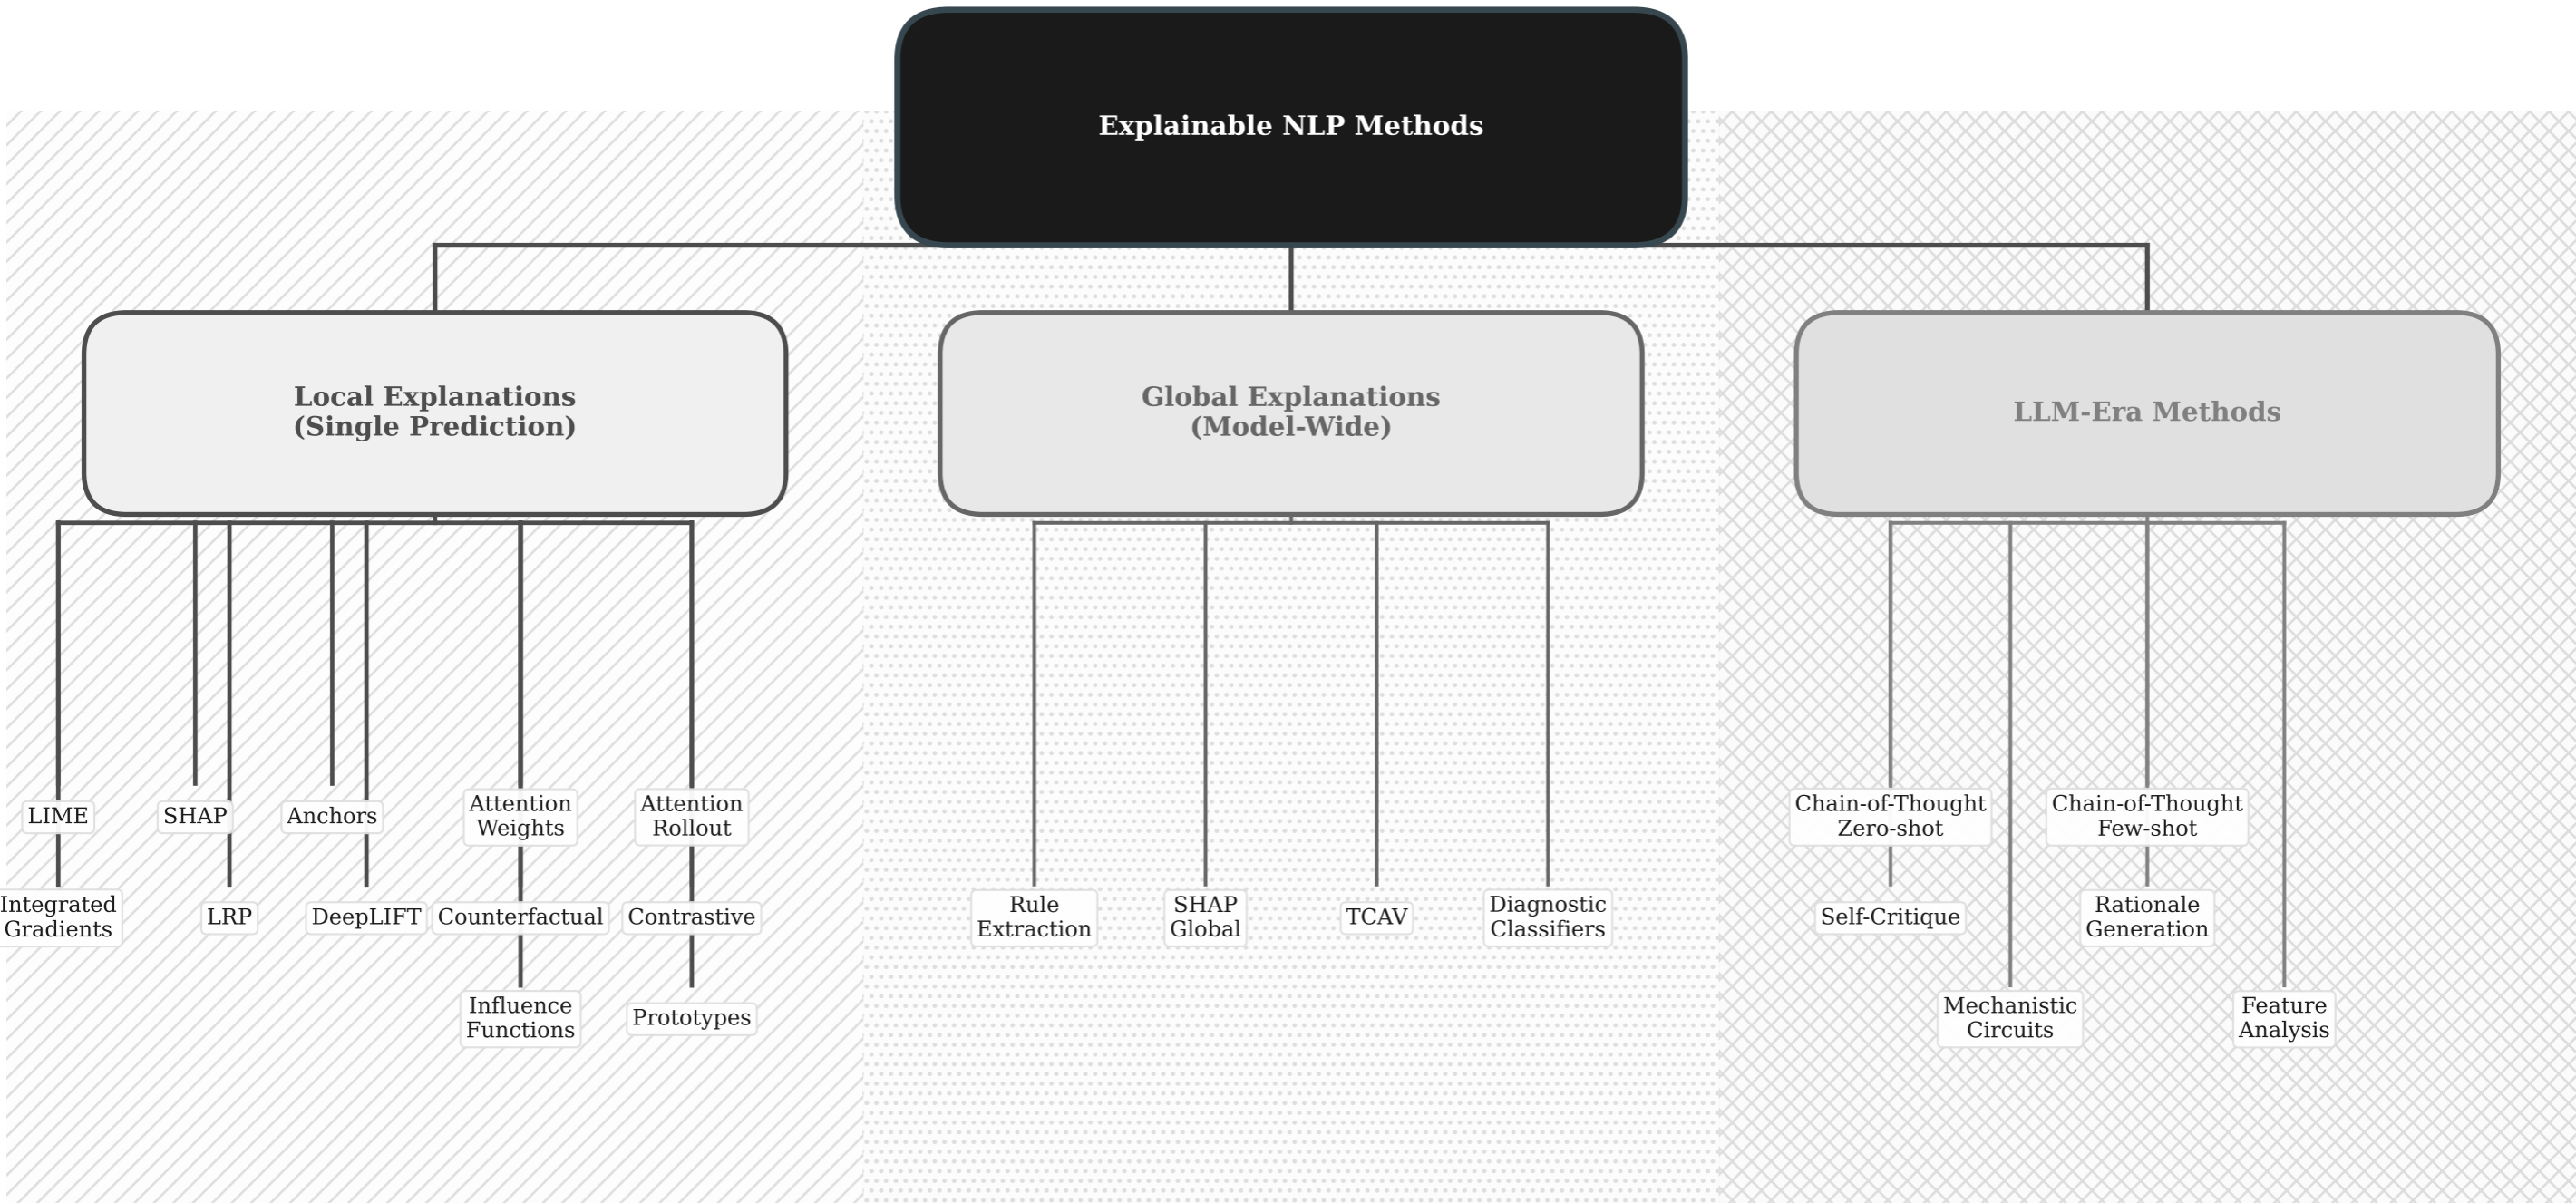 Explainable NLP Methods
Local Explanations
(Single Prediction)
Global Explanations
(Model-Wide)
LLM-Era Methods
LIME
SHAP
Anchors
Attention
Weights
Attention
Rollout
Integrated
Gradients
LRP
DeepLIFT
Counterfactual
Contrastive
Influence
Functions
Prototypes
Rule
Extraction
SHAP
Global
TCAV
Diagnostic
Classifiers
Chain-of-Thought
Zero-shot
Chain-of-Thought
Few-shot
Self-Critique
Rationale
Generation
Mechanistic
Circuits
Feature
Analysis